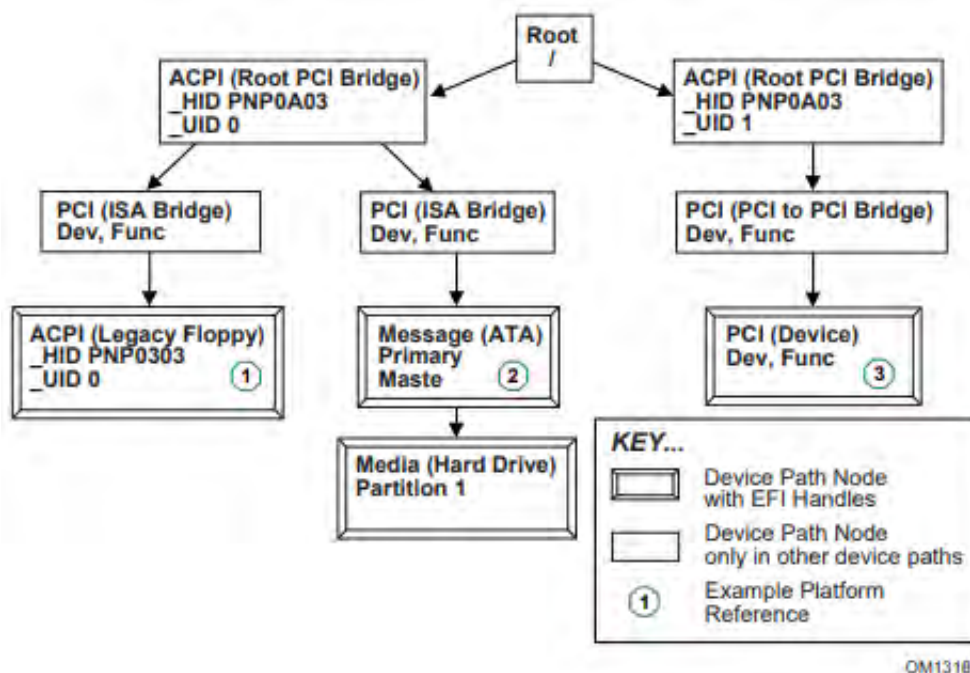 Root
/
ACPI (Root PCI Bridge)
_HID PNP0A03
_UID 0
ACPI (Root PCI Bridge)
_HID PNP0A03
_UID 1
PCI (ISA Bridge)
Dev, Func
PCI (ISA Bridge)
Dev, Func
PCI (PCI to PCI Bridge)
Dev, Func
ACPI (Legacy Floppy)
_HID PNP0303
_UID 0
1
Message (ATA)
Primary
Maste
2
PCI (Device)
Dev, Func
3
Media (Hard Drive)
Partition 1
KEY...
Device Path Node
with EFI Handles
Device Path Node
only in other device paths
1
Example Platform
Reference